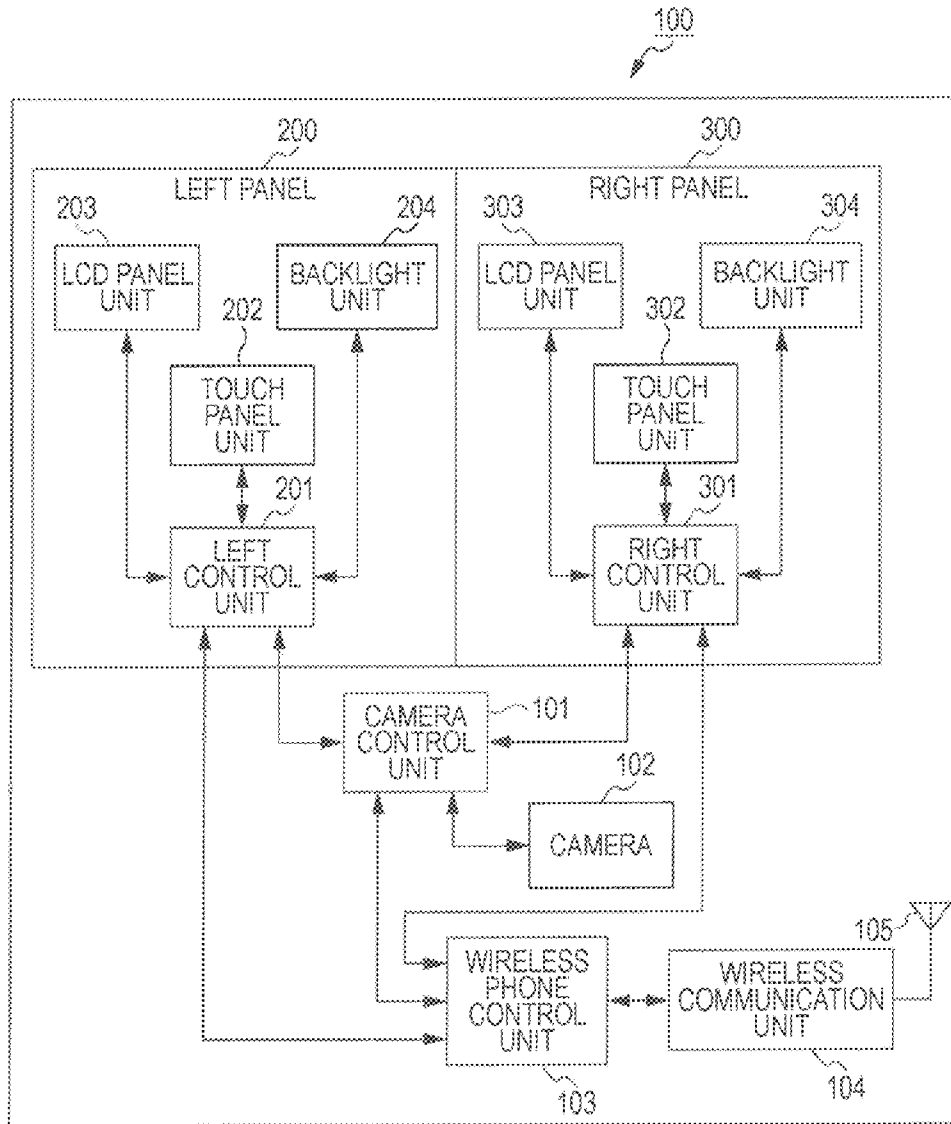 100
200
300
LEFT PANEL
RIGHT PANEL
203
204
303
304
LCD PANEL
UNIT
BACKLIGHT
UNIT
LCD PANEL
UNIT
BACKLIGHT
UNIT
202
302
TOUCH
PANEL
UNIT
TOUCH
PANEL
UNIT
201
301
LEFT
CONTROL
UNIT
RIGHT
CONTROL
UNIT
101
CAMERA
CONTROL
UNIT
102
CAMERA
105
WIRELESS
PHONE
CONTROL
UNIT
WIRELESS
COMMUNICATION
UNIT
103
104